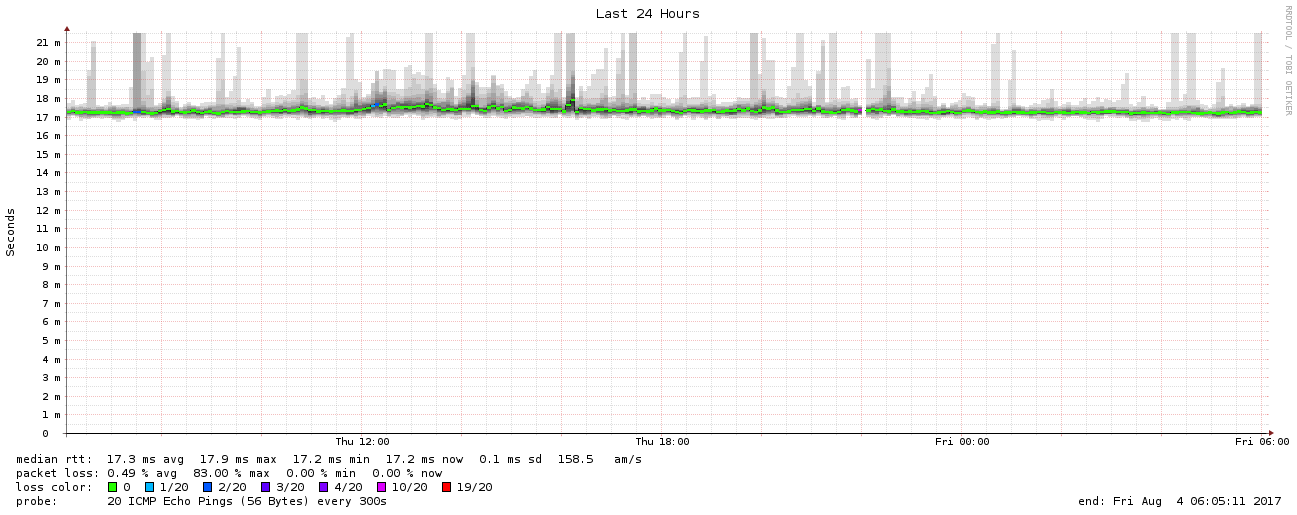 Last 24 Hours
RRDTOOL / TOBI OETIKER
Seconds
21 m
20 m
19 m
18 m
17 m
16 m
15 m
14 m
13 m
12 m
11 m
10 m
9 m
8 m
7 m
6 m
5 m
4 m
3 m
2 m
1 m
0
Thu 12:00 Thu 18:00 Fri 00:00 Fri 06:00
median rtt: 17.3 ms avg 17.9 ms max 17.2 ms min 17.2 ms now 0.1 ms sd 158.5 am/s
packet loss: 0.49 % avg 83.00 % max 0.00 % min 0.00 % now
loss color: 0 1/20 2/20 3/20 4/20 10/20 19/20
probe: 20 ICMP Echo Pings (56 Bytes) every 300s
end: Fri Aug 4 06:05:11 2017